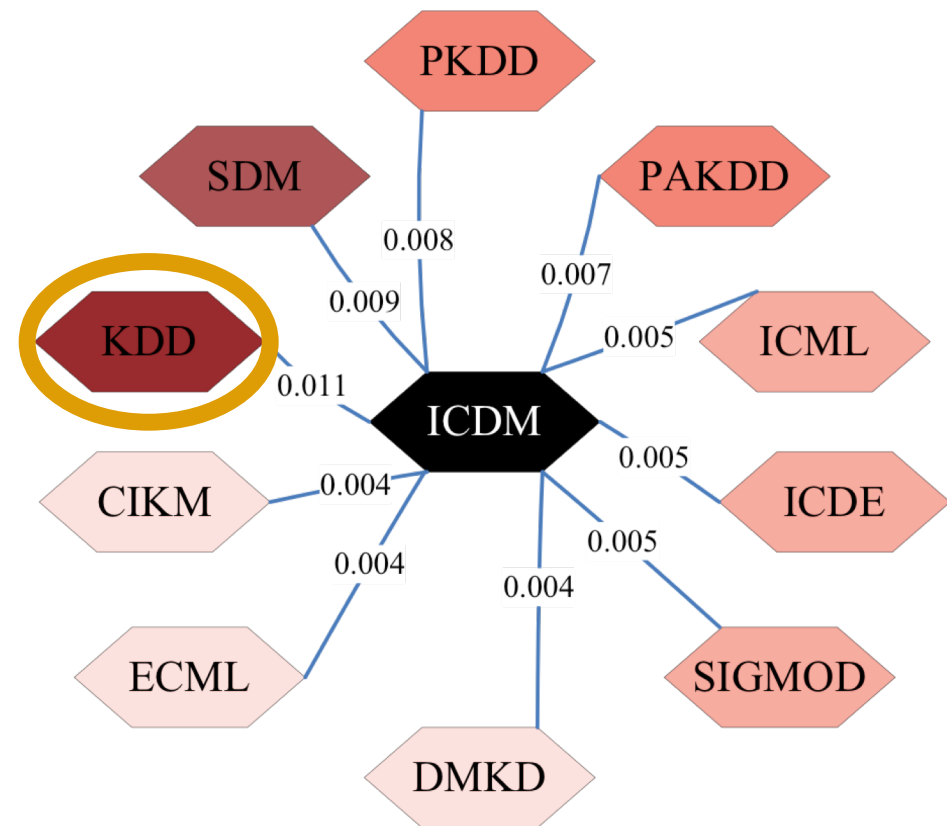 PKDD
SDM
PAKDD
0.008
0.007
0.009
KDD
0.005
ICML
0.011
ICDM
0.005
CIKM
0.004
ICDE
0.005
0.004
0.004
ECML
SIGMOD
DMKD